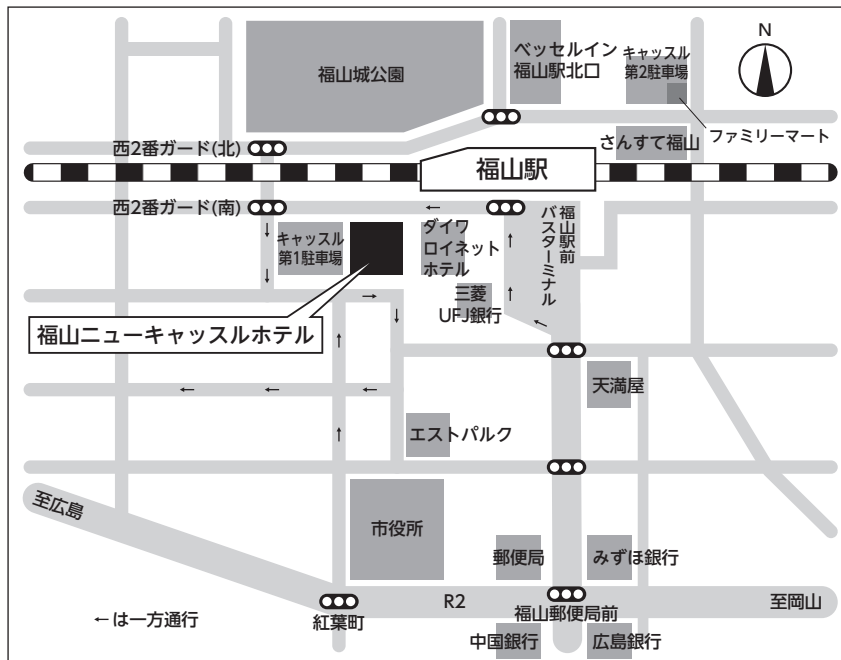 N
福山城公園
ベッセルイン
福山駅北口
キャッスル
第2駐車場
ファミリーマート
さんすて福山
西2番ガード(北)
福山駅
西2番ガード(南)
←
キャッスル
第1駐車場
ダイワ
ロイネット
ホテル
福山駅前
バスターミナル
三菱
UFJ銀行
福山ニューキャッスルホテル
天満屋
エストパルク
至広島
市役所
郵便局
みずほ銀行
R2
福山郵便局前
至岡山
←は一方通行
紅葉町
中国銀行
広島銀行